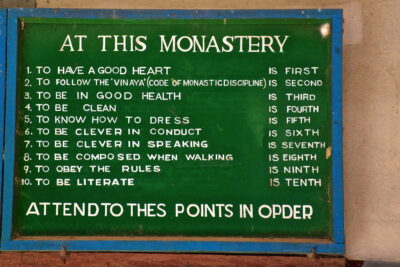 AT THIS MONASTERY
1. TO HAVE A GOOD HEART IS FIRST
2. TO FOLLOW THE 'VINAYA' (CODE OF MONASTIC DISCIPLINE) IS SECOND
3. TO BE IN GOOD HEALTH IS THIRD
4. TO BE CLEAN IS FOURTH
5. TO KNOW HOW TO DRESS IS FIFTH
6. TO BE CLEVER IN CONDUCT IS SIXTH
7. TO BE CLEVER IN SPEAKING IS SEVENTH
8. TO BE COMPOSED WHEN WALKING IS EIGHTH
9. TO OBEY THE RULES IS NINTH
10. TO BE LITERATE IS TENTH
ATTEND TO THES POINTS IN OPDER